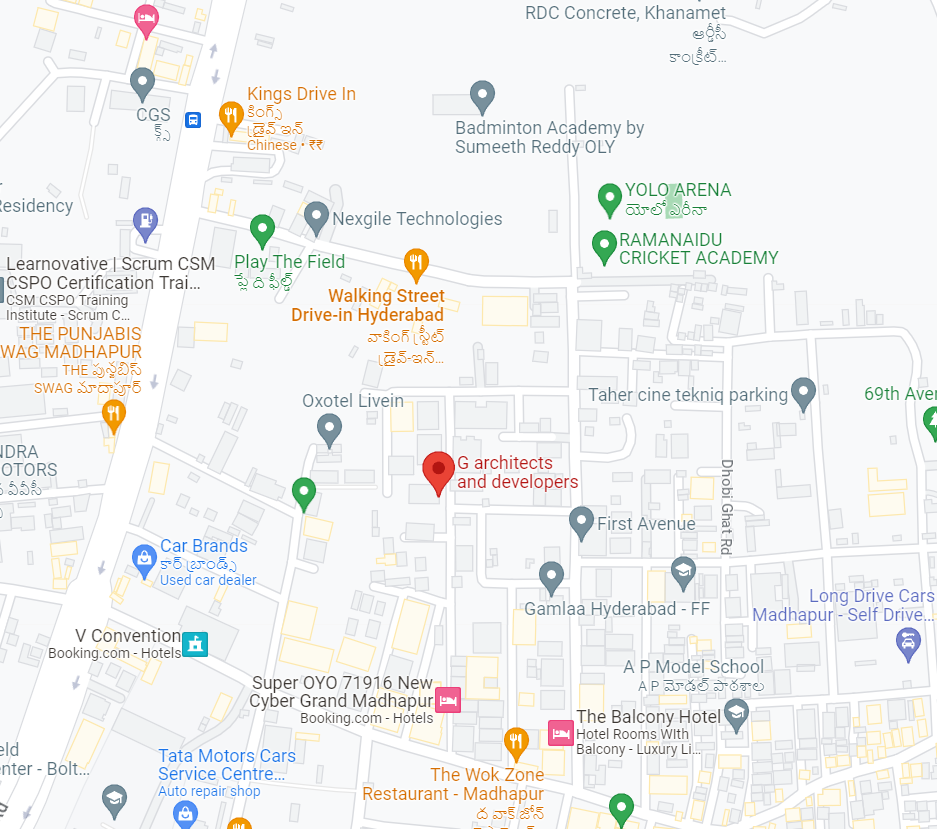 RDC Concrete, Khanamet
ఆర్డీసీ
కాంక్రీట్...
Kings Drive In
కింగ్స్
డ్రైవ్ ఇన్
Chinese • ₹₹
CGS
Badminton Academy by
Sumeeth Reddy OLY
YOLO ARENA
యోలో ఎరీనా
esidency
Nexgile Technologies
RAMANAIDU
CRICKET ACADEMY
Play The Field
ప్లే ది ఫీల్డ్
Learnovative | Scrum CSM
CSPO Certification Trai...
CSM CSPO Training
Institute - Scrum C...
Walking Street
Drive-in Hyderabad
వాకింగ్ స్ట్రీట్
డ్రైవ్-ఇన్...
THE PUNJABIS
WAG MADHAPUR
THE పంజాబిస్
SWAG మాదాపూర్
Oxotel Livein
Taher cine tekniq parking
69th Aven
NDRA
OTORS
వీవీసీ
G architects
and developers
Dhobi Ghat Rd
First Avenue
Car Brands
కార్ బ్రాండ్స్
Used car dealer
Gamlaa Hyderabad - FF
Long Drive Cars
Madhapur - Self Drive...
V Convention
Booking.com - Hotels
A P Model School
A P మోడల్ పాఠశాల
Super OYO 71916 New
Cyber Grand Madhapur
Booking.com - Hotels
The Balcony Hotel
Hotel Rooms WIth
Balcony - Luxury Li...
eld
nter - Bolt...
Tata Motors Cars
Service Centre...
Auto repair shop
The Wok Zone
Restaurant - Madhapur
ద వాక్ జోన్